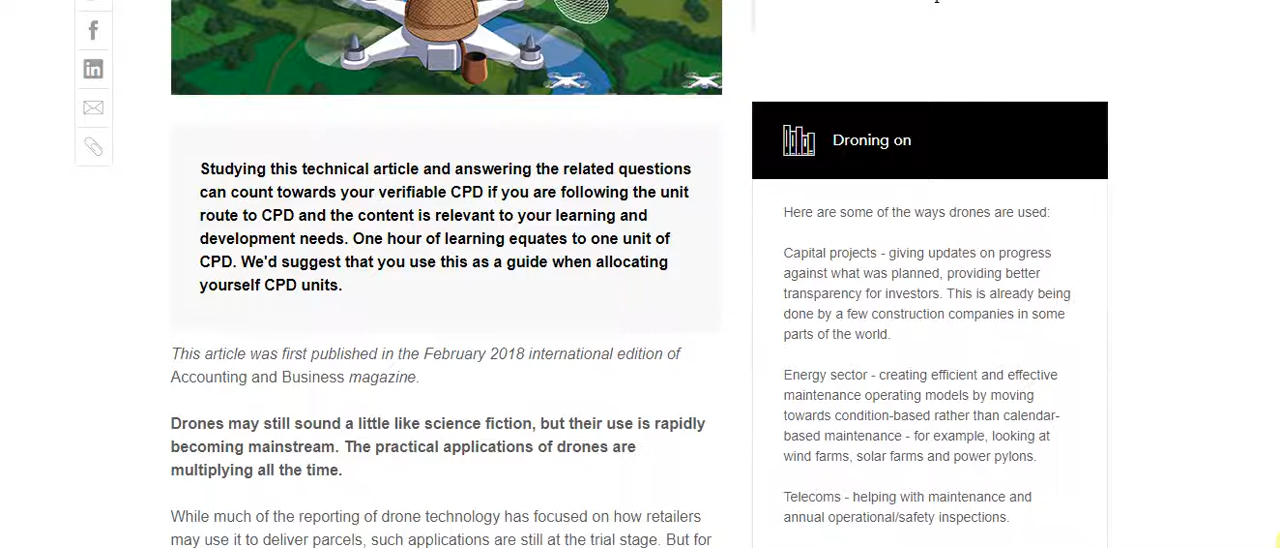 Studying this technical article and answering the related questions
can count towards your verifiable CPD if you are following the unit
route to CPD and the content is relevant to your learning and
development needs. One hour of learning equates to one unit of
CPD. We'd suggest that you use this as a guide when allocating
yourself CPD units.
This article was first published in the February 2018 international edition of
Accounting and Business magazine.
Drones may still sound a little like science fiction, but their use is rapidly
becoming mainstream. The practical applications of drones are
multiplying all the time.
While much of the reporting of drone technology has focused on how retailers
may use it to deliver parcels, such applications are still at the trial stage. But for
Droning on
Here are some of the ways drones are used:
Capital projects - giving updates on progress
against what was planned, providing better
transparency for investors. This is already being
done by a few construction companies in some
parts of the world.
Energy sector - creating efficient and effective
maintenance operating models by moving
towards condition-based rather than calendar-
based maintenance - for example, looking at
wind farms, solar farms and power pylons.
Telecoms - helping with maintenance and
annual operational/safety inspections.